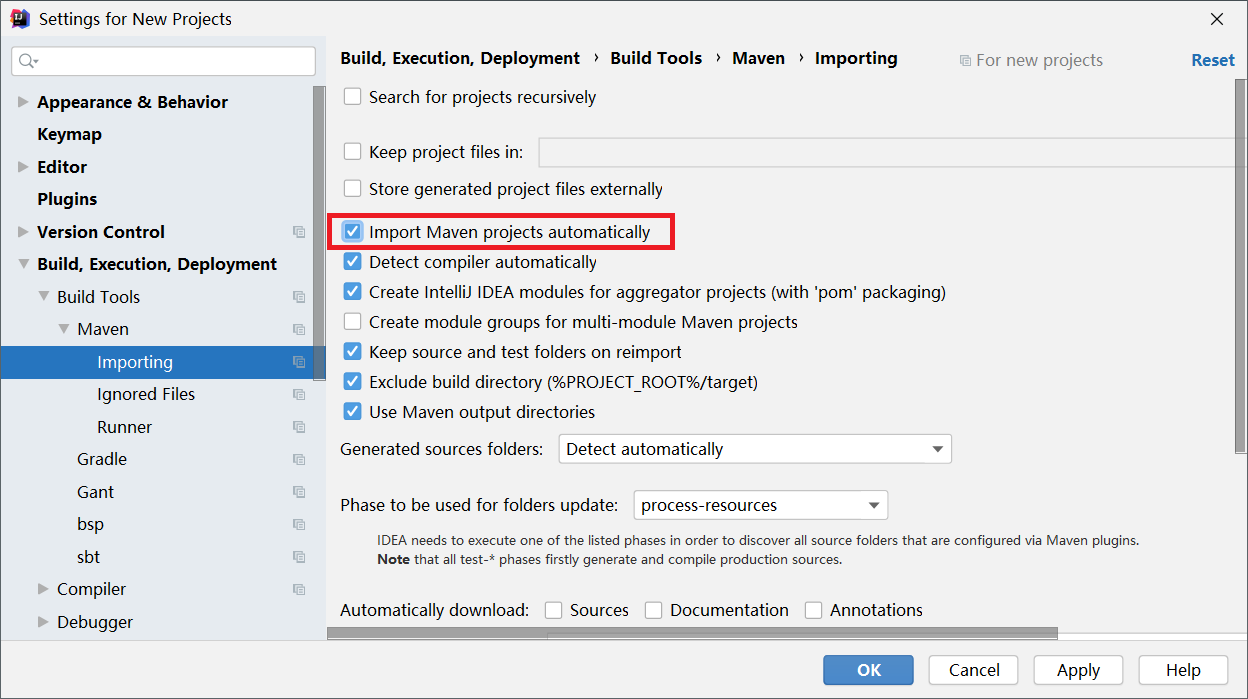 Settings for New Projects
Appearance & Behavior
Keymap
Editor
Plugins
Version Control
Build, Execution, Deployment
Build Tools
Maven
Importing
Ignored Files
Runner
Gradle
Gant
bsp
sbt
Compiler
Debugger
Build, Execution, Deployment › Build Tools › Maven › Importing
For new projects
Reset
Search for projects recursively
Keep project files in:
Store generated project files externally
Import Maven projects automatically
Detect compiler automatically
Create IntelliJ IDEA modules for aggregator projects (with 'pom' packaging)
Create module groups for multi-module Maven projects
Keep source and test folders on reimport
Exclude build directory (%PROJECT_ROOT%/target)
Use Maven output directories
Generated sources folders: Detect automatically
Phase to be used for folders update: process-resources
IDEA needs to execute one of the listed phases in order to discover all source folders that are configured via Maven plugins.
Note that all test-* phases firstly generate and compile production sources.
Automatically download: Sources Documentation Annotations
OK Cancel Apply Help